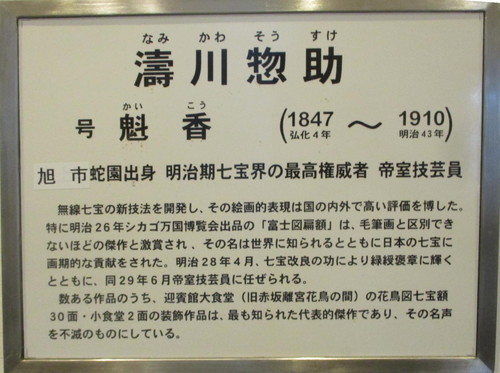 なみ かわ そう すけ
濤川惣助
かい こう
号 魁香 (1847 弘化4年 ～ 1910 明治43年)
旭 市蛇園出身 明治期七宝界の最高権威者 帝室技芸員
無線七宝の新技法を開発し、その絵画的表現は国の内外で高い評価を博した。
特に明治26年シカゴ万国博覧会出品の「富士図扁額」は、毛筆画と区別でき
ないほどの傑作と激賞され 、その名は世界に知られるとともに日本の七宝に
画期的な貢献をされた。明治28年4月、七宝改良の功により緑綬褒章に輝く
とともに、同29年6月帝室技芸員に任ぜられる。
数ある作品のうち、迎賓館大食堂（旧赤坂離宮花鳥の間）の花鳥図七宝額
30面・小食堂2面の装飾作品は、最も知られた代表的傑作であり、その名声
を不滅のものにしている。